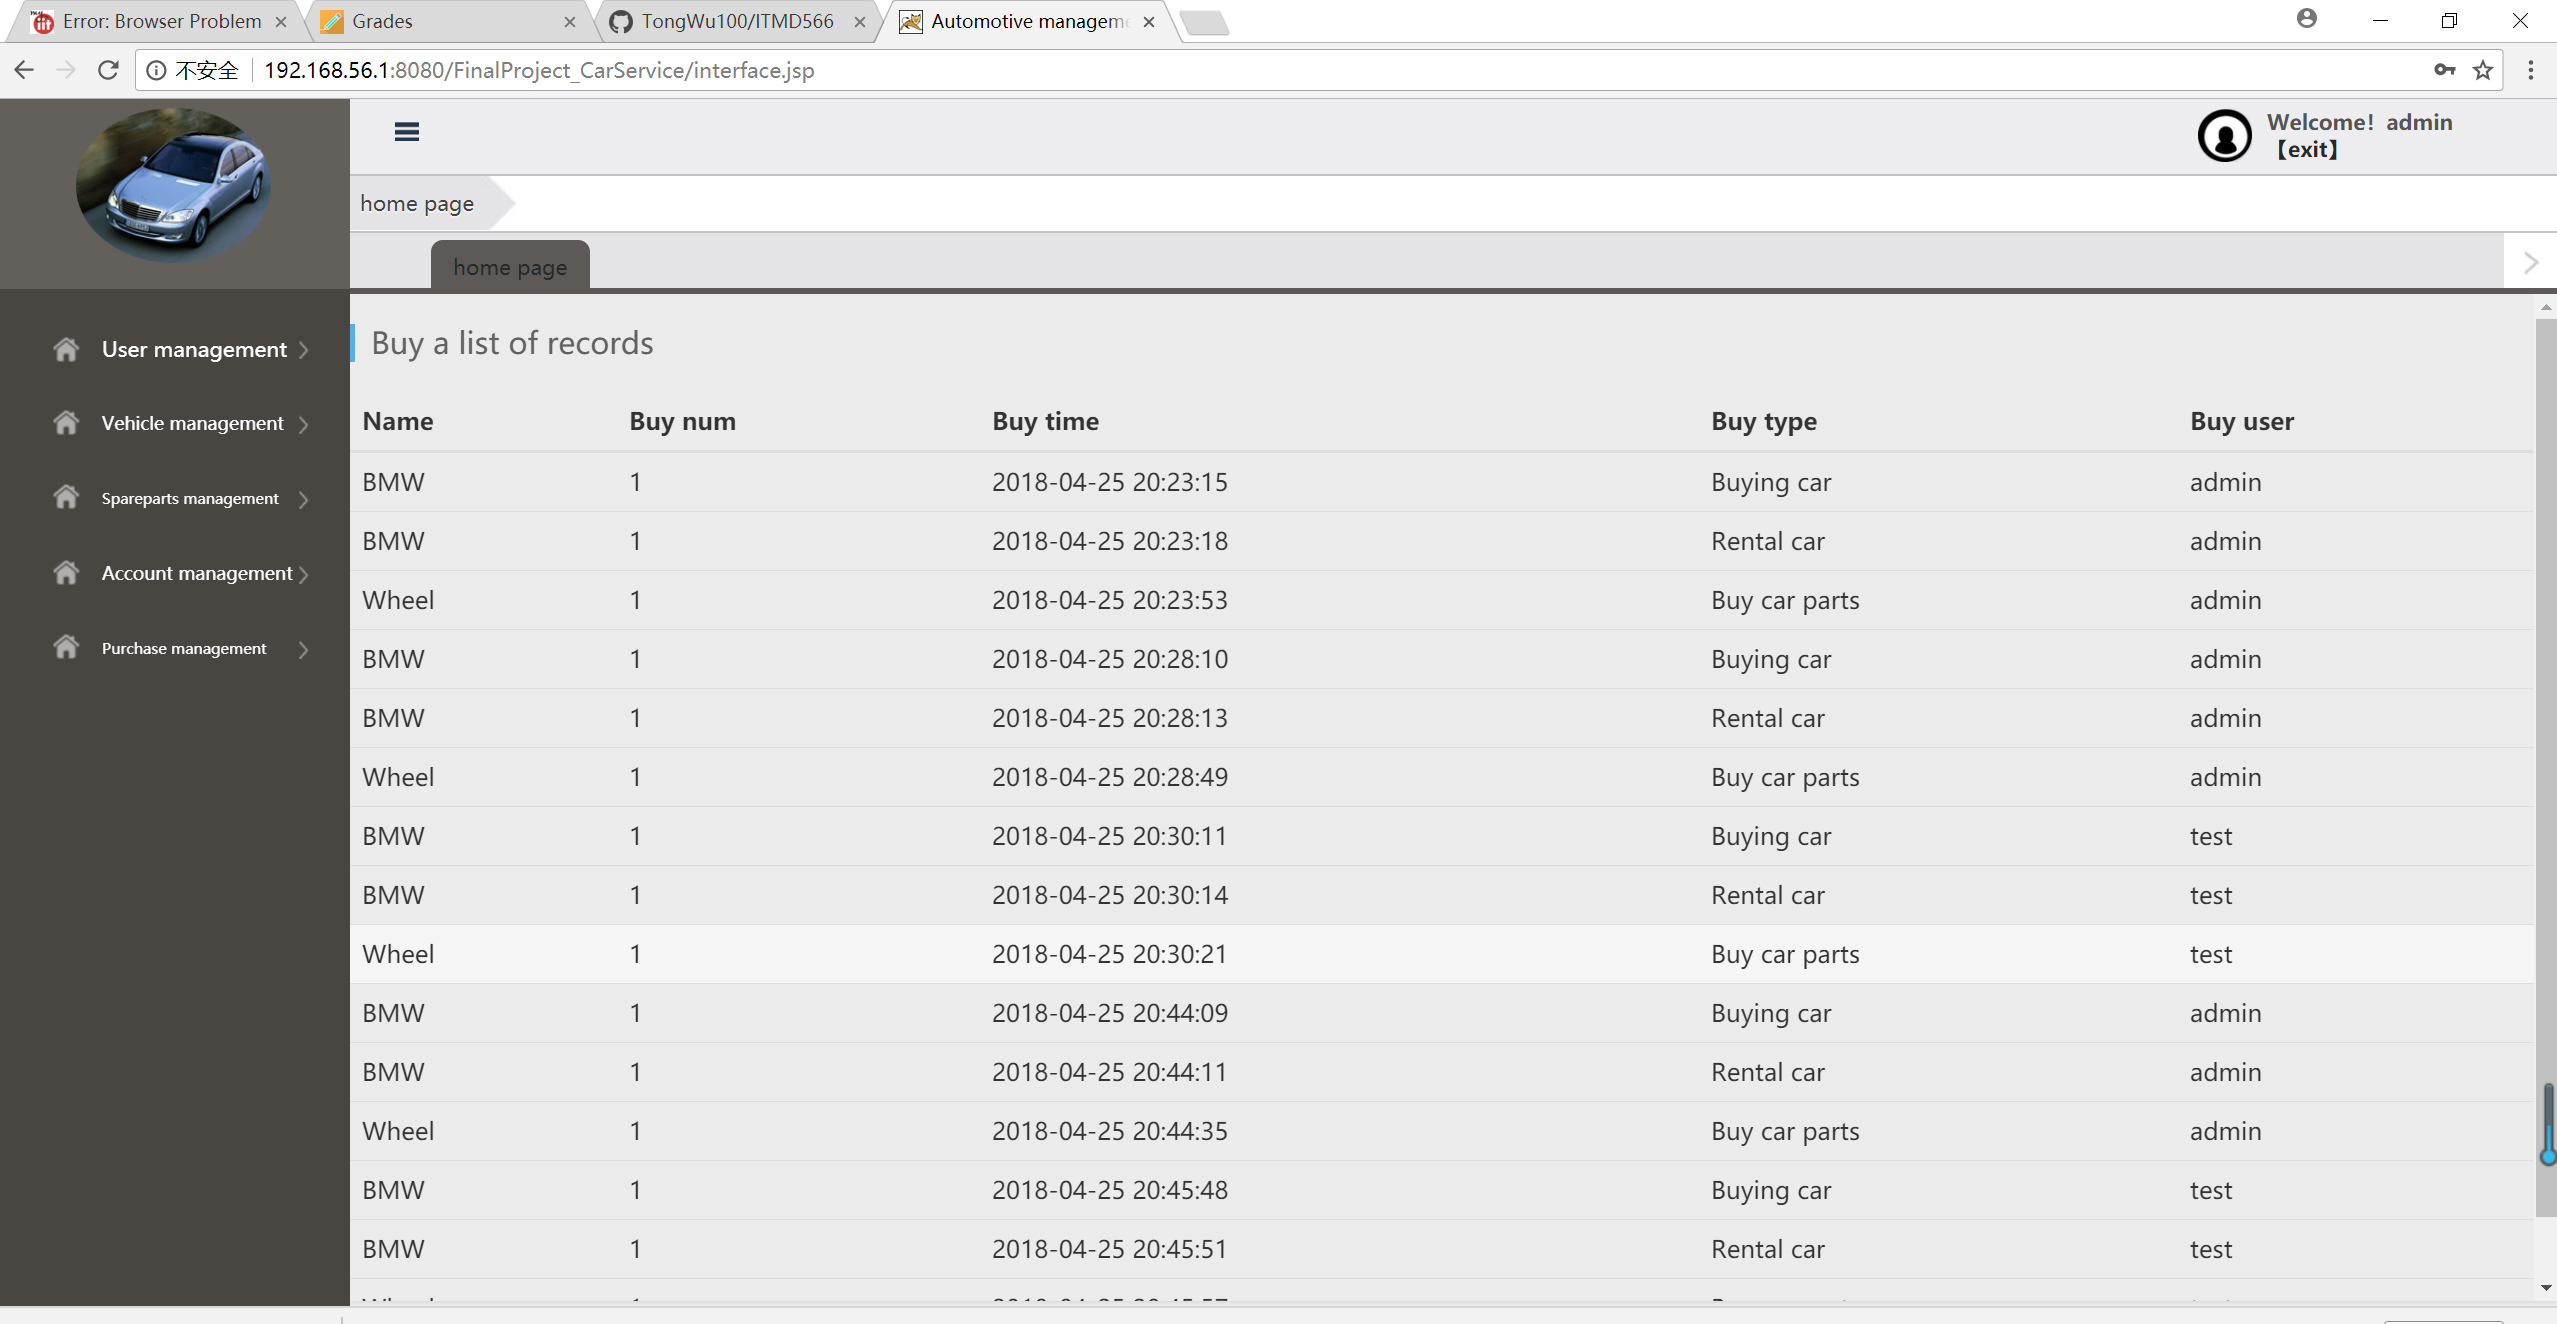 Error: Browser Problem
Grades
TongWu100/ITMD566
Automotive managem
不安全 192.168.56.1:8080/FinalProject_CarService/interface.jsp
Welcome! admin
【exit】
home page
home page
User management
Vehicle management
Spareparts management
Account management
Purchase management
Buy a list of records
Name Buy num Buy time Buy type Buy user
BMW 1 2018-04-25 20:23:15 Buying car admin
BMW 1 2018-04-25 20:23:18 Rental car admin
Wheel 1 2018-04-25 20:23:53 Buy car parts admin
BMW 1 2018-04-25 20:28:10 Buying car admin
BMW 1 2018-04-25 20:28:13 Rental car admin
Wheel 1 2018-04-25 20:28:49 Buy car parts admin
BMW 1 2018-04-25 20:30:11 Buying car test
BMW 1 2018-04-25 20:30:14 Rental car test
Wheel 1 2018-04-25 20:30:21 Buy car parts test
BMW 1 2018-04-25 20:44:09 Buying car admin
BMW 1 2018-04-25 20:44:11 Rental car admin
Wheel 1 2018-04-25 20:44:35 Buy car parts admin
BMW 1 2018-04-25 20:45:48 Buying car test
BMW 1 2018-04-25 20:45:51 Rental car test